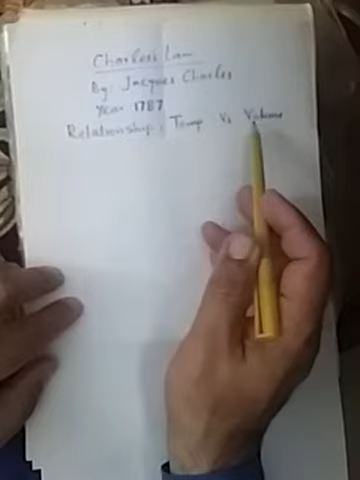 Charles's Law
By: Jacques Charles
Year 1787
Relationship: Temp Vs Volume